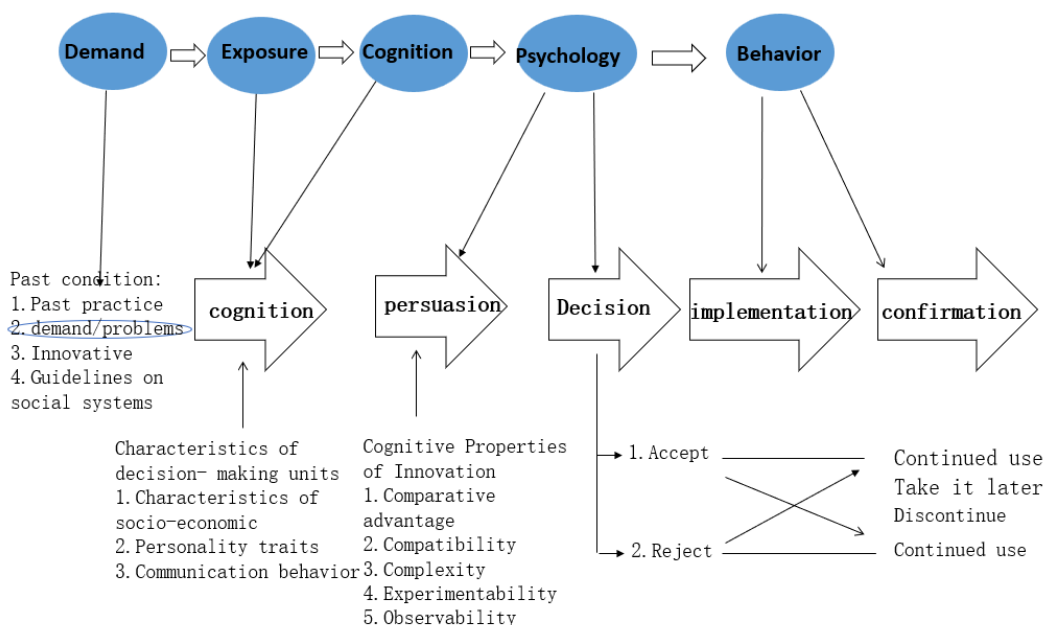 Demand
Exposure
Cognition
Psychology
Behavior
Past condition:
1.Past practice
2.demand/problems
3.Innovative
4.Guidelines on
social systems
cognition
persuasion
Decision
implementation
confirmation
Characteristics of
decision- making units
1.Characteristics of
socio-economic
2.Personality traits
3.Communication behavior
Cognitive Properties
of Innovation
1.Comparative
advantage
2.Compatibility
3.Complexity
4.Experimentability
5.Observability
1.Accept
2.Reject
Continued use
Take it later
Discontinue
Continued use